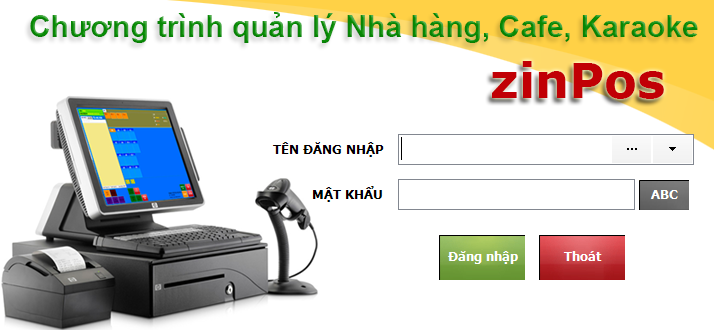 Chương trình quản lý Nhà hàng, Cafe, Karaoke
zinPos
TÊN ĐĂNG NHẬP
...
MẬT KHẨU
ABC
Đăng nhập
Thoát